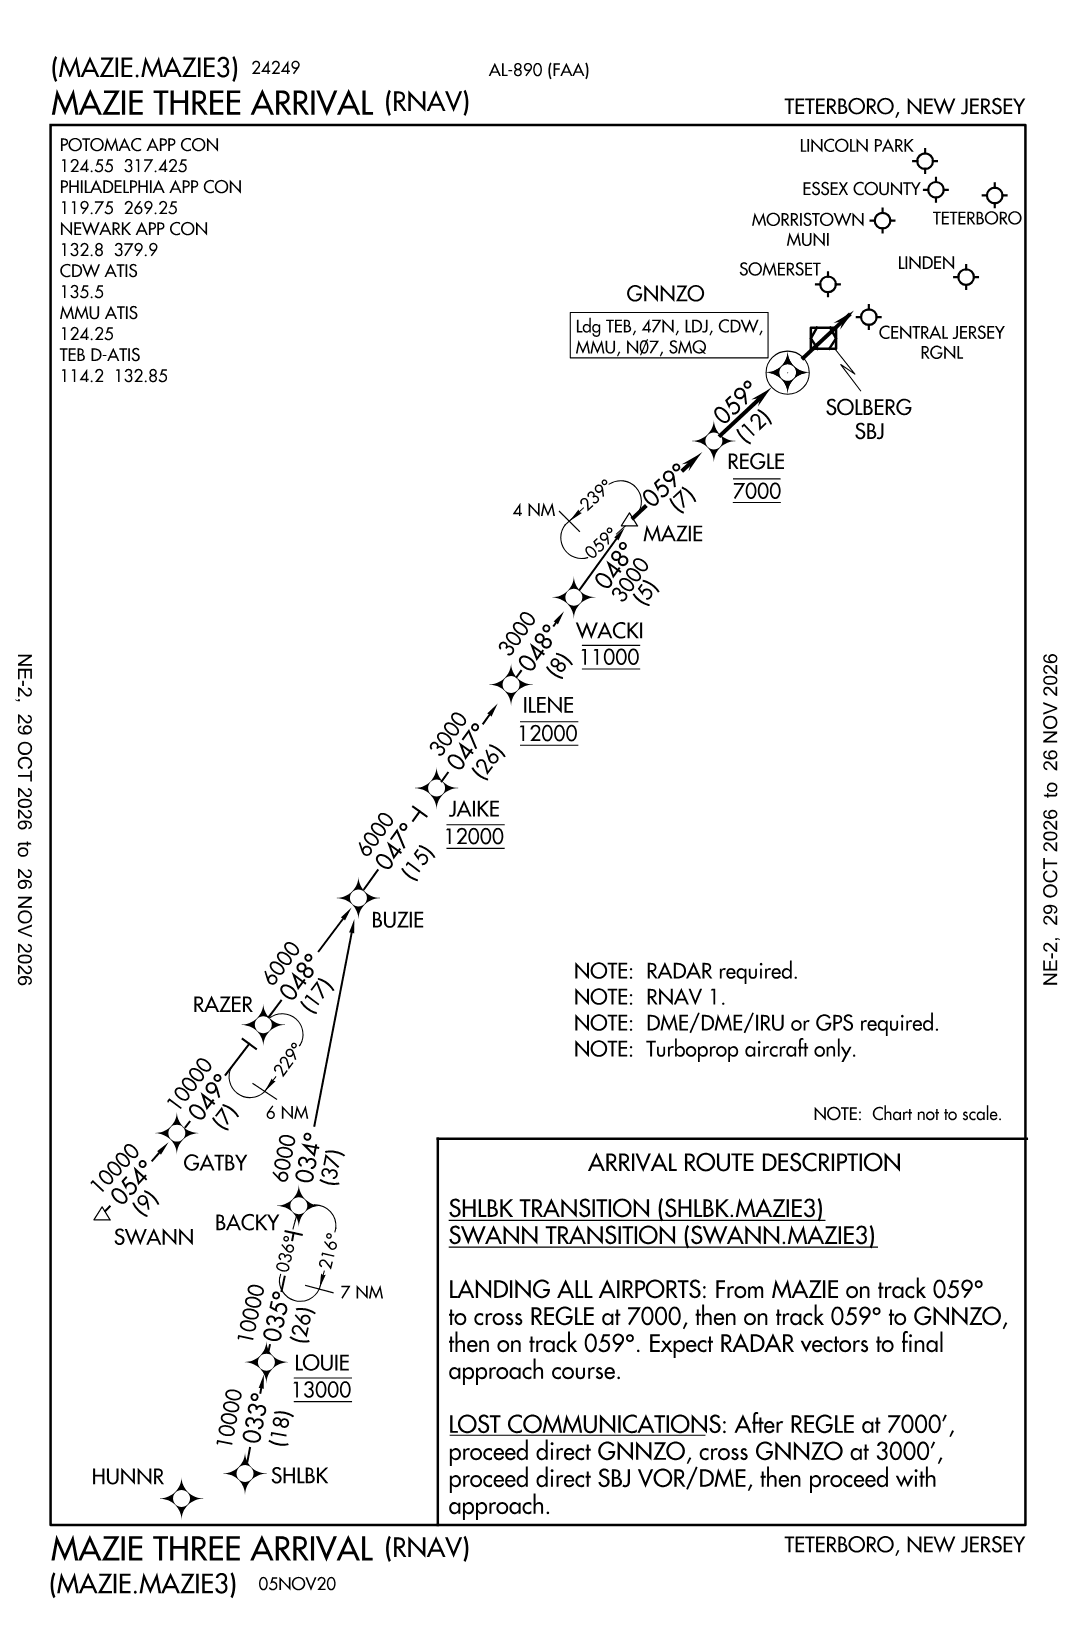 (MAZIE.MAZIE3) 24249
AL-890 (FAA)
MAZIE THREE ARRIVAL (RNAV)
TETERBORO, NEW JERSEY
POTOMAC APP CON
124.55 317.425
PHILADELPHIA APP CON
119.75 269.25
NEWARK APP CON
132.8 379.9
CDW ATIS
135.5
MMU ATIS
124.25
TEB D-ATIS
114.2 132.85
LINCOLN PARK
ESSEX COUNTY
TETERBORO
MORRISTOWN
MUNI
SOMERSET
LINDEN
CENTRAL JERSEY
RGNL
GNNZO
Ldg TEB, 47N, LDJ, CDW,
MMU, NØ7, SMQ
SOLBERG
SBJ
059°
(12)
REGLE
7000
059°
(7)
239°
4 NM
059°
MAZIE
048°
3000
(5)
WACKI
11000
3000
048°
(8)
ILENE
12000
3000
047°
(26)
JAIKE
12000
6000
047°
(15)
BUZIE
6000
048°
(17)
RAZER
229°
6 NM
10000
049°
(7)
GATBY
10000
054°
(9)
SWANN
6000
034°
(37)
BACKY
036°
216°
7 NM
10000
035°
(26)
LOUIE
13000
10000
033°
(18)
SHLBK
HUNNR
NOTE: RADAR required.
NOTE: RNAV 1.
NOTE: DME/DME/IRU or GPS required.
NOTE: Turboprop aircraft only.
NOTE: Chart not to scale.
ARRIVAL ROUTE DESCRIPTION
SHLBK TRANSITION (SHLBK.MAZIE3)
SWANN TRANSITION (SWANN.MAZIE3)
LANDING ALL AIRPORTS: From MAZIE on track 059°
to cross REGLE at 7000, then on track 059° to GNNZO,
then on track 059°. Expect RADAR vectors to final
approach course.
LOST COMMUNICATIONS: After REGLE at 7000′,
proceed direct GNNZO, cross GNNZO at 3000′,
proceed direct SBJ VOR/DME, then proceed with
approach.
NE-2, 29 OCT 2026 to 26 NOV 2026
NE-2, 29 OCT 2026 to 26 NOV 2026
MAZIE THREE ARRIVAL (RNAV)
TETERBORO, NEW JERSEY
(MAZIE.MAZIE3) 05NOV20